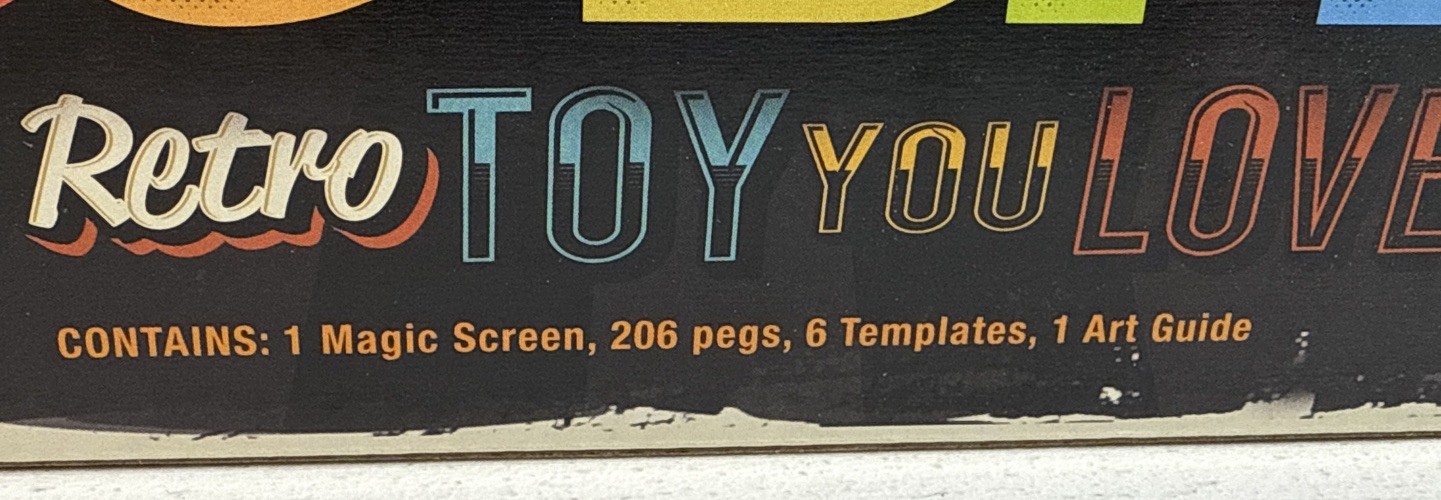 Retro TOY YOU LOVE
CONTAINS: 1 Magic Screen, 206 pegs, 6 Templates, 1 Art Guide